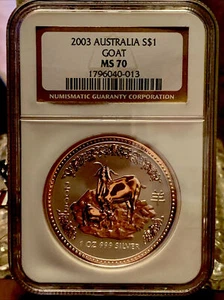 2003 AUSTRALIA S$1
GOAT
MS 70
1796040-013
NUMISMATIC GUARANTY CORPORATION
1 OZ 999 SILVER